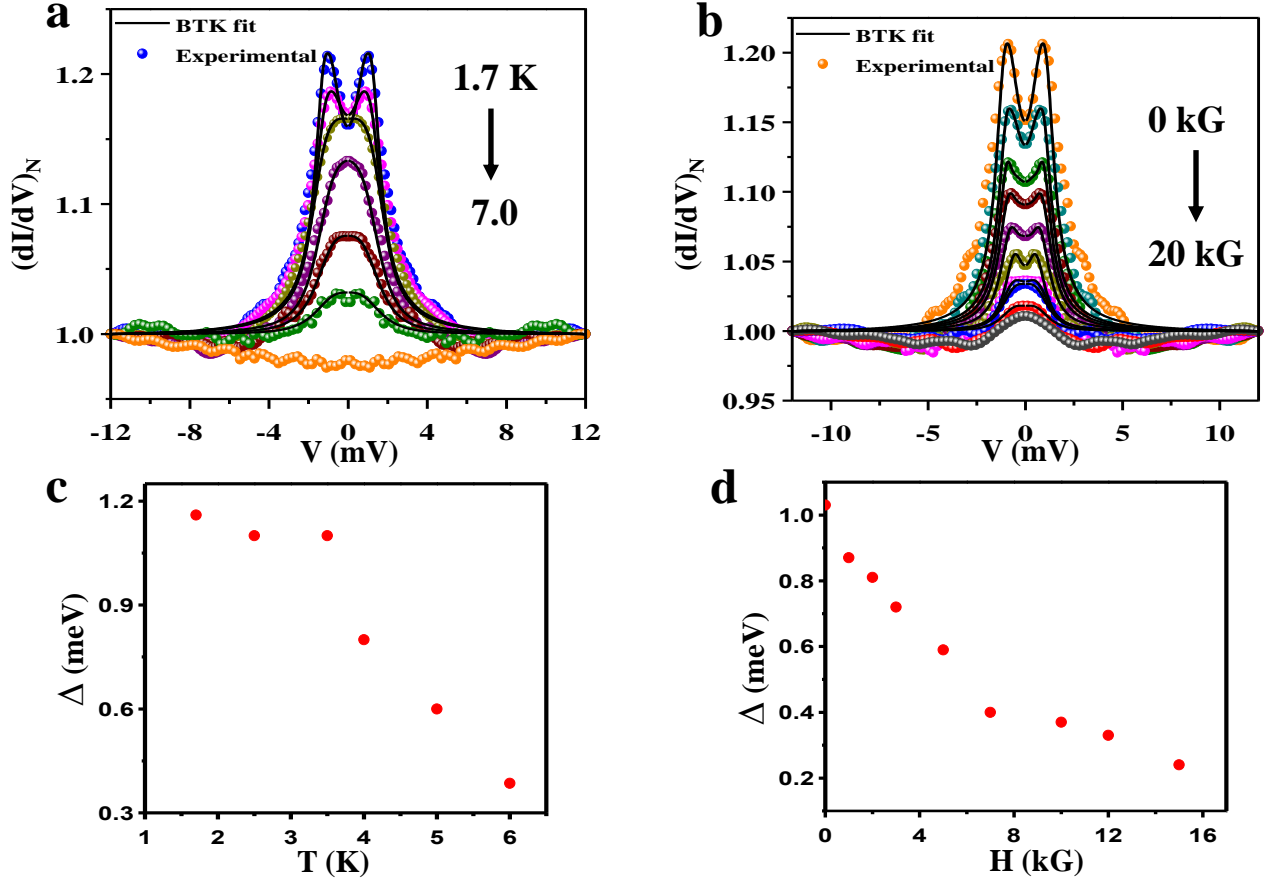 a
BTK fit
Experimental
1.7 K
7.0
(dI/dV)N
1.2
1.1
1.0
-12 -8 -4 0 4 8 12
V (mV)
b
BTK fit
Experimental
0 kG
20 kG
(dI/dV)N
1.20
1.15
1.10
1.05
1.00
0.95
-10 -5 0 5 10
V (mV)
c
Δ (meV)
1.2
0.9
0.6
0.3
1 2 3 4 5 6
T (K)
d
Δ (meV)
1.0
0.8
0.6
0.4
0.2
0 4 8 12 16
H (kG)